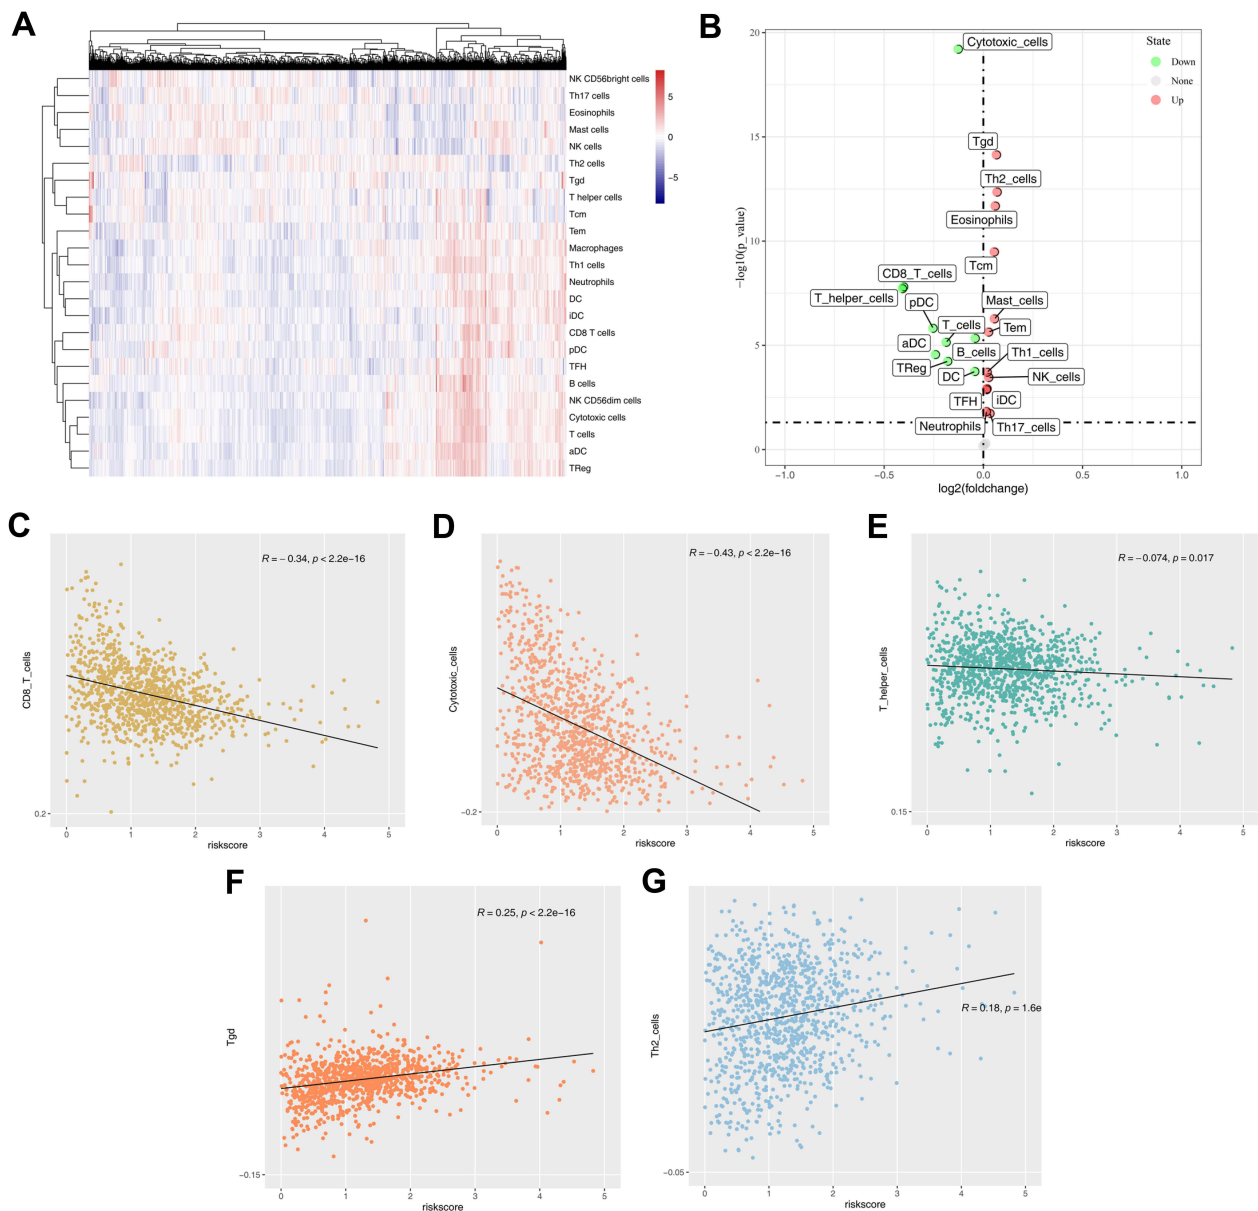 A
NK CD56bright cells
Th17 cells
Eosinophils
Mast cells
NK cells
Th2 cells
Tgd
T helper cells
Tcm
Tem
Macrophages
Th1 cells
Neutrophils
DC
iDC
CD8 T cells
pDC
TFH
B cells
NK CD56dim cells
Cytotoxic cells
T cells
aDC
TReg
5
0
−5
B
20
15
10
5
0
−log10(p_value)
−1.0
−0.5
0.0
0.5
1.0
log2(foldchange)
State
Down
None
Up
Cytotoxic_cells
Tgd
Th2_cells
Eosinophils
Tcm
CD8_T_cells
T_helper_cells
pDC
Mast_cells
T_cells
Tem
aDC
B_cells
Th1_cells
TReg
DC
NK_cells
TFH
iDC
Neutrophils
Th17_cells
C
R = −0.34, p < 2.2e−16
CD8_T_cells
0.2
0 1 2 3 4 5
riskscore
D
R = −0.43, p < 2.2e−16
Cytotoxic_cells
−0.2
0 1 2 3 4 5
riskscore
E
R = −0.074, p = 0.017
T_helper_cells
0.15
0 1 2 3 4 5
riskscore
F
R = 0.25, p < 2.2e−16
Tgd
−0.15
0 1 2 3 4 5
riskscore
G
R = 0.18, p = 1.6e
Th2_cells
−0.05
0 1 2 3 4 5
riskscore